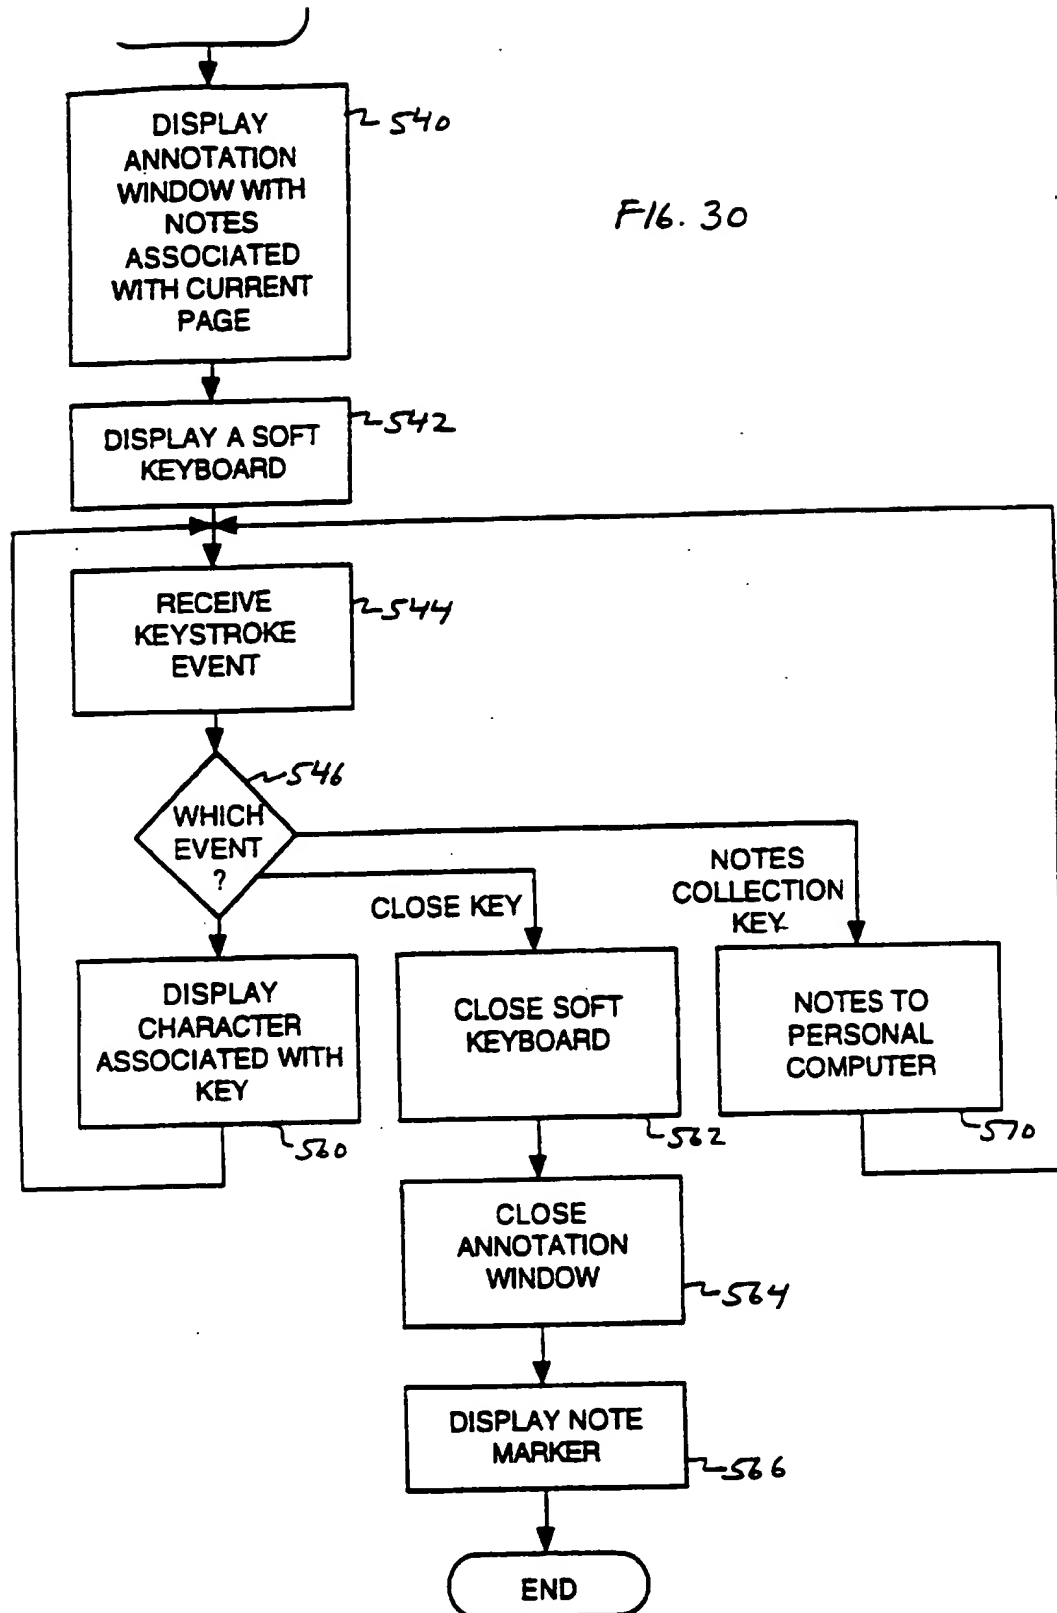 DISPLAY
ANNOTATION
WINDOW WITH
NOTES
ASSOCIATED
WITH CURRENT
PAGE
540
FIG. 30
DISPLAY A SOFT
KEYBOARD
542
RECEIVE
KEYSTROKE
EVENT
544
WHICH
EVENT
?
546
CLOSE KEY
NOTES
COLLECTION
KEY
DISPLAY
CHARACTER
ASSOCIATED WITH
KEY
560
CLOSE SOFT
KEYBOARD
562
NOTES TO
PERSONAL
COMPUTER
570
CLOSE
ANNOTATION
WINDOW
564
DISPLAY NOTE
MARKER
566
END